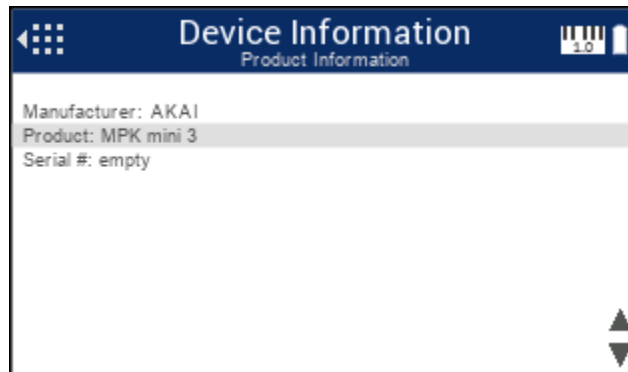 Device Information
Product Information
1.0
Manufacturer: AKAI
Product: MPK mini 3
Serial #: empty